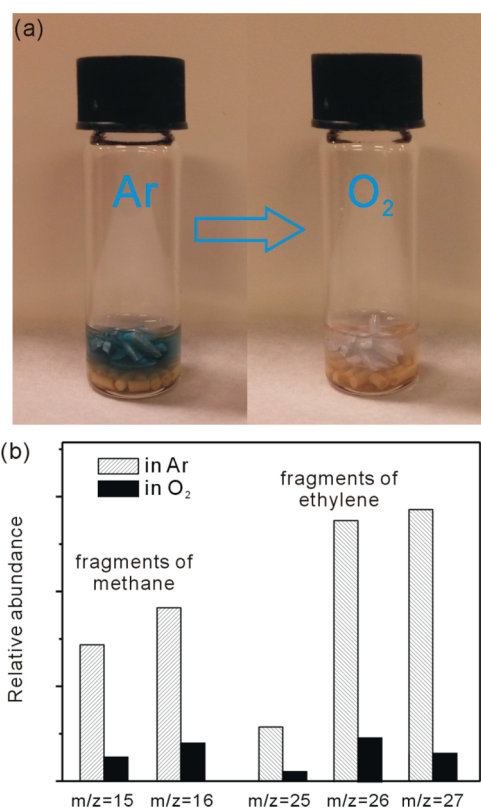 (a)
Ar
O₂
(b)
in Ar
in O₂
fragments of
methane
fragments of
ethylene
Relative abundance
m/z=15 m/z=16 m/z=25 m/z=26 m/z=27